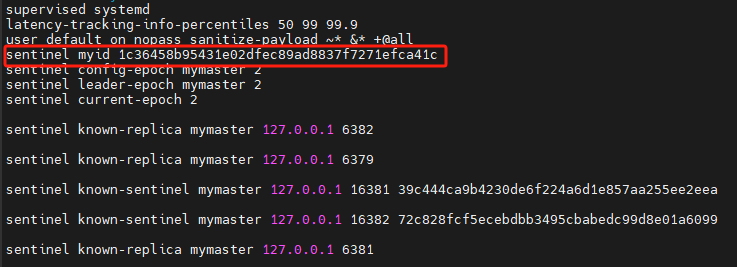 supervised systemd
latency-tracking-info-percentiles 50 99 99.9
user default on nopass sanitize-payload ~* &* +@all
sentinel myid 1c36458b95431e02dfec89ad8837f7271efca41c
sentinel config-epoch mymaster 2
sentinel leader-epoch mymaster 2
sentinel current-epoch 2
sentinel known-replica mymaster 127.0.0.1 6382
sentinel known-replica mymaster 127.0.0.1 6379
sentinel known-sentinel mymaster 127.0.0.1 16381 39c444ca9b4230de6f224a6d1e857aa255ee2eea
sentinel known-sentinel mymaster 127.0.0.1 16382 72c828fcf5ecebdbb3495cbabedc99d8e01a6099
sentinel known-replica mymaster 127.0.0.1 6381